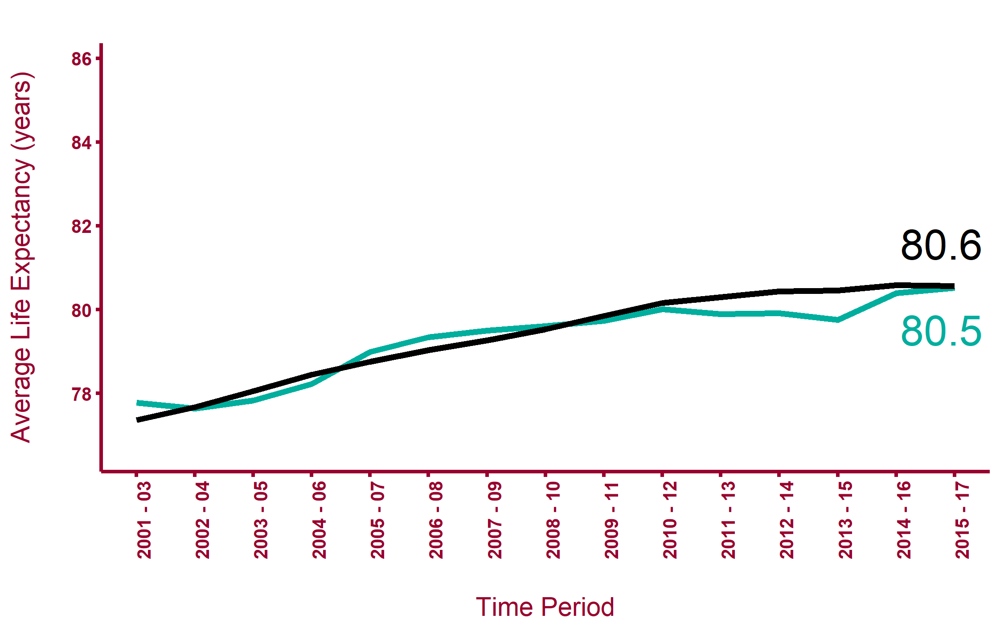 Average Life Expectancy (years)
86
84
82
80
78
80.6
80.5
2001 - 03
2002 - 04
2003 - 05
2004 - 06
2005 - 07
2006 - 08
2007 - 09
2008 - 10
2009 - 11
2010 - 12
2011 - 13
2012 - 14
2013 - 15
2014 - 16
2015 - 17
Time Period